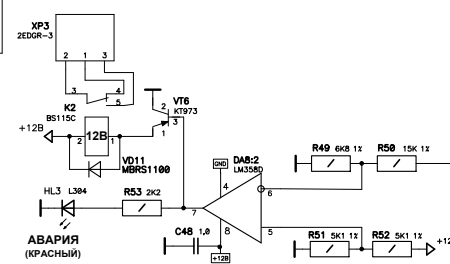 XP3
2EDGR-3
2 1 3
3 4
5
K2
BS115C
+12В
2 12В 1
VD11
MBRS1100
VT6
КТ973
2
3
1
HL3 L304
R53 2K2
АВАРИЯ
(КРАСНЫЙ)
C48 1,0
+12В
GND
DA8:2
LM358D
4
7
8
6
5
R49 6K8 1%
R50 15K 1%
R51 5K1 1%
R52 5K1 1%
+12